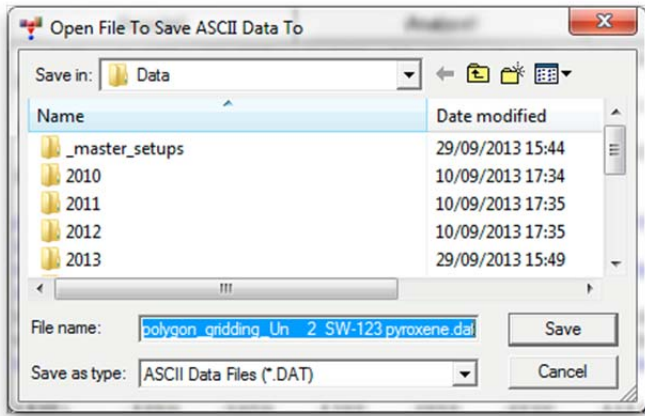 Open File To Save ASCII Data To
Save in: Data
Name Date modified
_master_setups 29/09/2013 15:44
2010 10/09/2013 17:34
2011 10/09/2013 17:35
2012 10/09/2013 17:35
2013 29/09/2013 15:49
File name: polygon_gridding_Un 2 SW-123 pyroxene.dat Save
Save as type: ASCII Data Files (*.DAT) Cancel